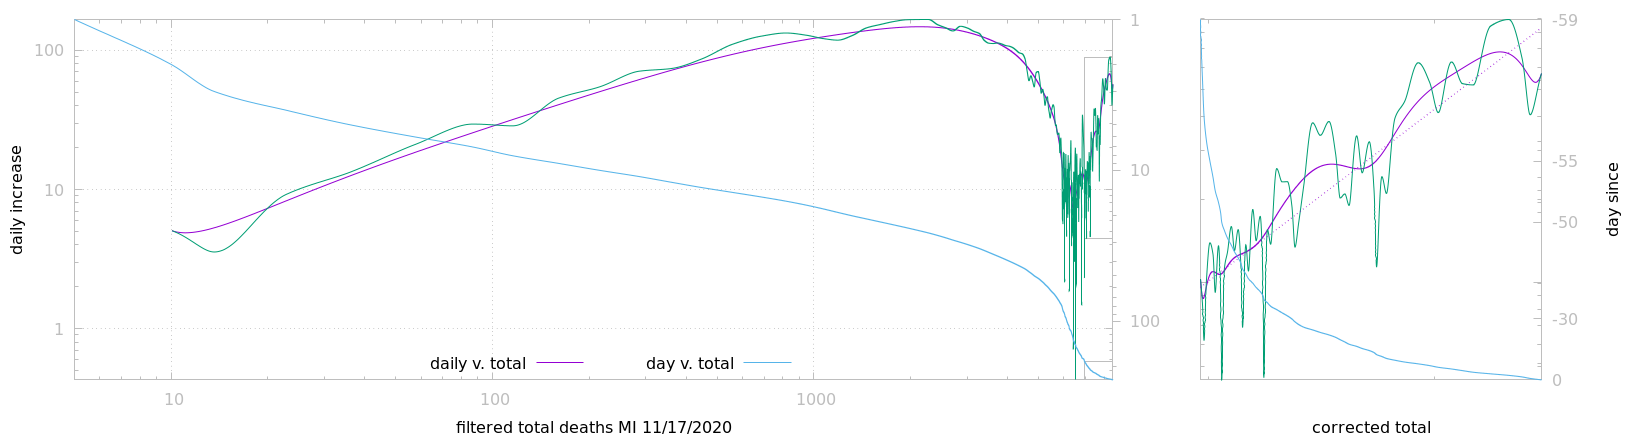 daily increase
100
10
1
daily v. total
day v. total
10
100
1000
filtered total deaths MI 11/17/2020
1
10
100
-59
-55
-50
-30
0
day since
corrected total